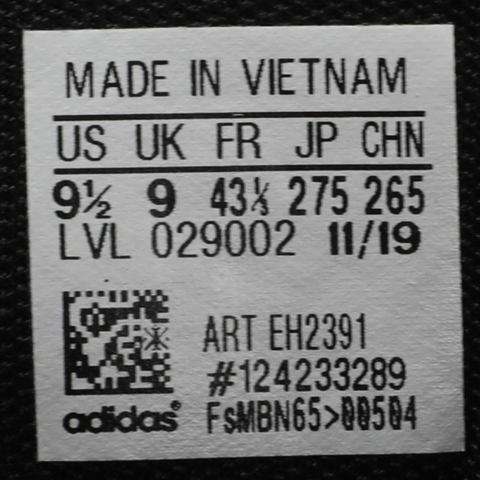 MADE IN VIETNAM
US UK FR JP CHN
9½ 9 43⅓ 275 265
LVL 029002 11/19
ART EH2391
#124233289
adidas® FsMBN65>00504